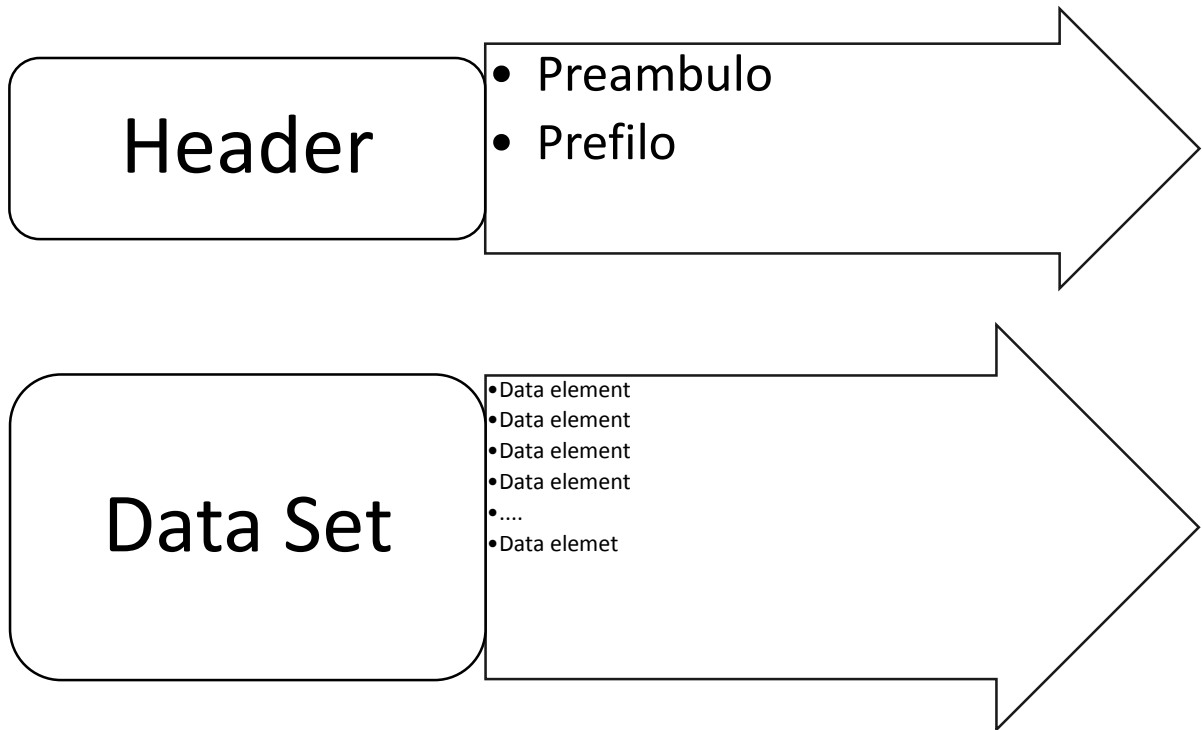 Header
• Preambulo
• Prefilo
Data Set
•Data element
•Data element
•Data element
•Data element
•....
•Data elemet